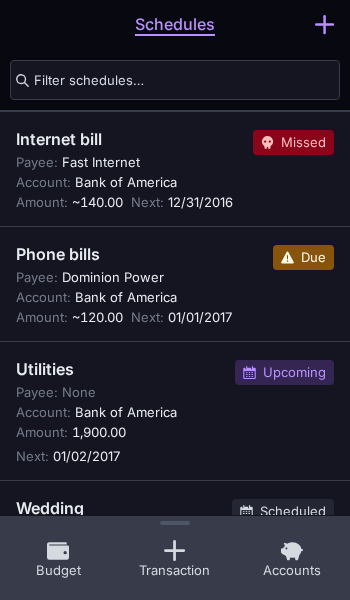 Schedules
Filter schedules...
Internet bill
Missed
Payee: Fast Internet
Account: Bank of America
Amount: ~140.00 Next: 12/31/2016
Phone bills
Due
Payee: Dominion Power
Account: Bank of America
Amount: ~120.00 Next: 01/01/2017
Utilities
Upcoming
Payee: None
Account: Bank of America
Amount: 1,900.00
Next: 01/02/2017
Wedding
Scheduled
Budget
Transaction
Accounts